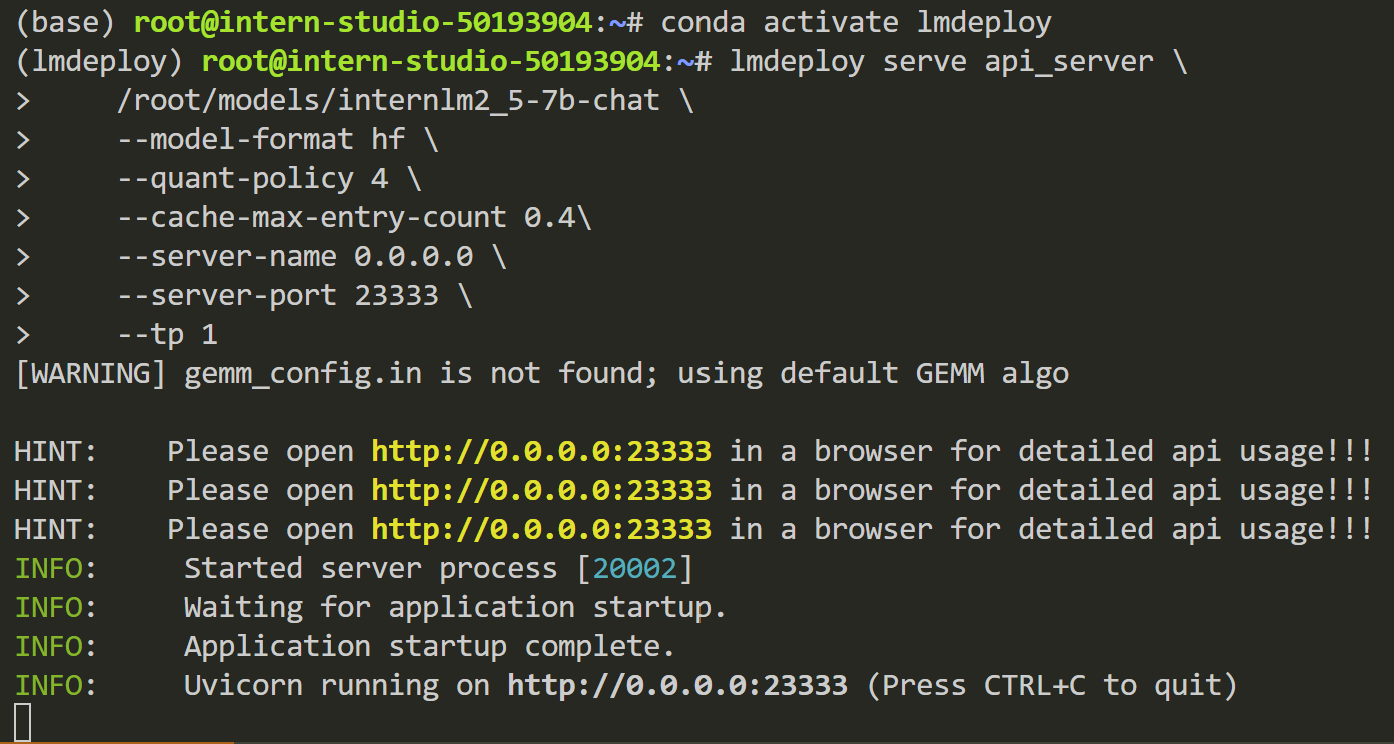 (base) root@intern-studio-50193904:~# conda activate lmdeploy
(lmdeploy) root@intern-studio-50193904:~# lmdeploy serve api_server \
>     /root/models/internlm2_5-7b-chat \
>     --model-format hf \
>     --quant-policy 4 \
>     --cache-max-entry-count 0.4\
>     --server-name 0.0.0.0 \
>     --server-port 23333 \
>     --tp 1
[WARNING] gemm_config.in is not found; using default GEMM algo
HINT:    Please open http://0.0.0.0:23333 in a browser for detailed api usage!!!
HINT:    Please open http://0.0.0.0:23333 in a browser for detailed api usage!!!
HINT:    Please open http://0.0.0.0:23333 in a browser for detailed api usage!!!
INFO:     Started server process [20002]
INFO:     Waiting for application startup.
INFO:     Application startup complete.
INFO:     Uvicorn running on http://0.0.0.0:23333 (Press CTRL+C to quit)